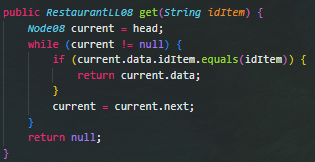 public RestaurantLL08 get(String idItem) {
    Node08 current = head;
    while (current != null) {
        if (current.data.idItem.equals(idItem)) {
            return current.data;
        }
        current = current.next;
    }
    return null;
}